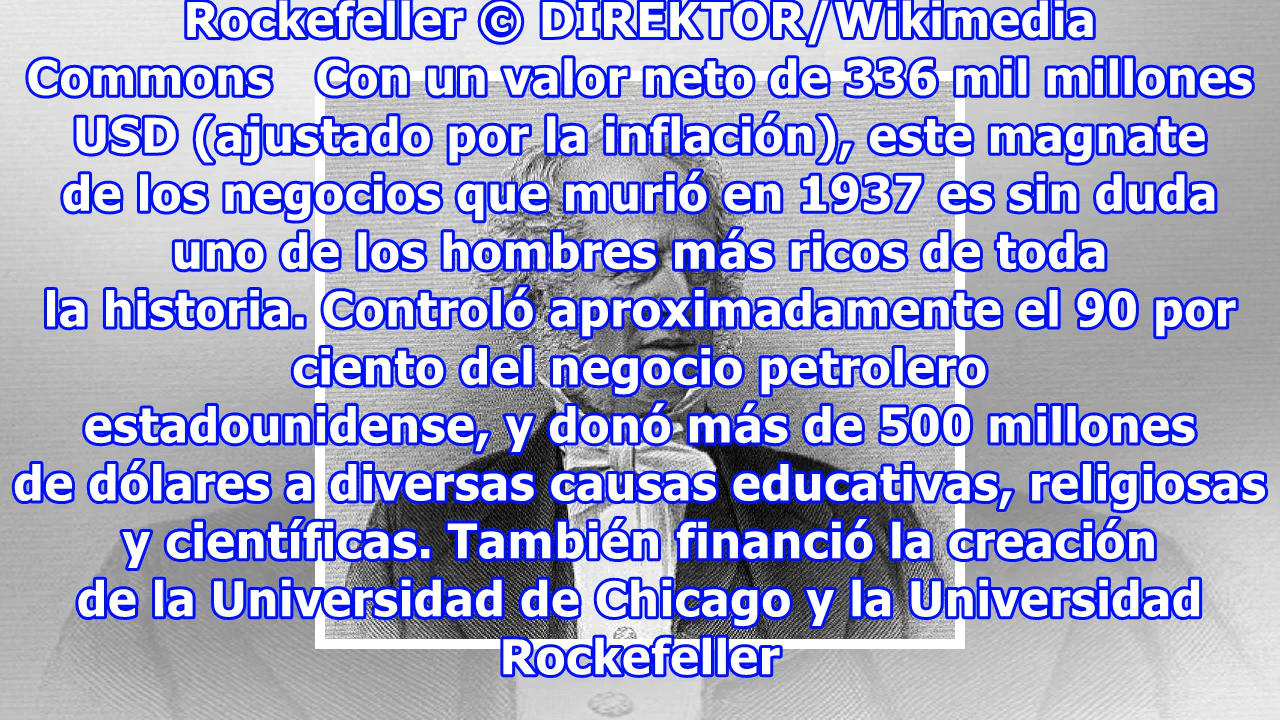 Rockefeller © DIREKTOR/Wikimedia
Commons   Con un valor neto de 336 mil millones
USD (ajustado por la inflación), este magnate
de los negocios que murió en 1937 es sin duda
uno de los hombres más ricos de toda
la historia. Controló aproximadamente el 90 por
ciento del negocio petrolero
estadounidense, y donó más de 500 millones
de dólares a diversas causas educativas, religiosas
y científicas. También financió la creación
de la Universidad de Chicago y la Universidad
Rockefeller